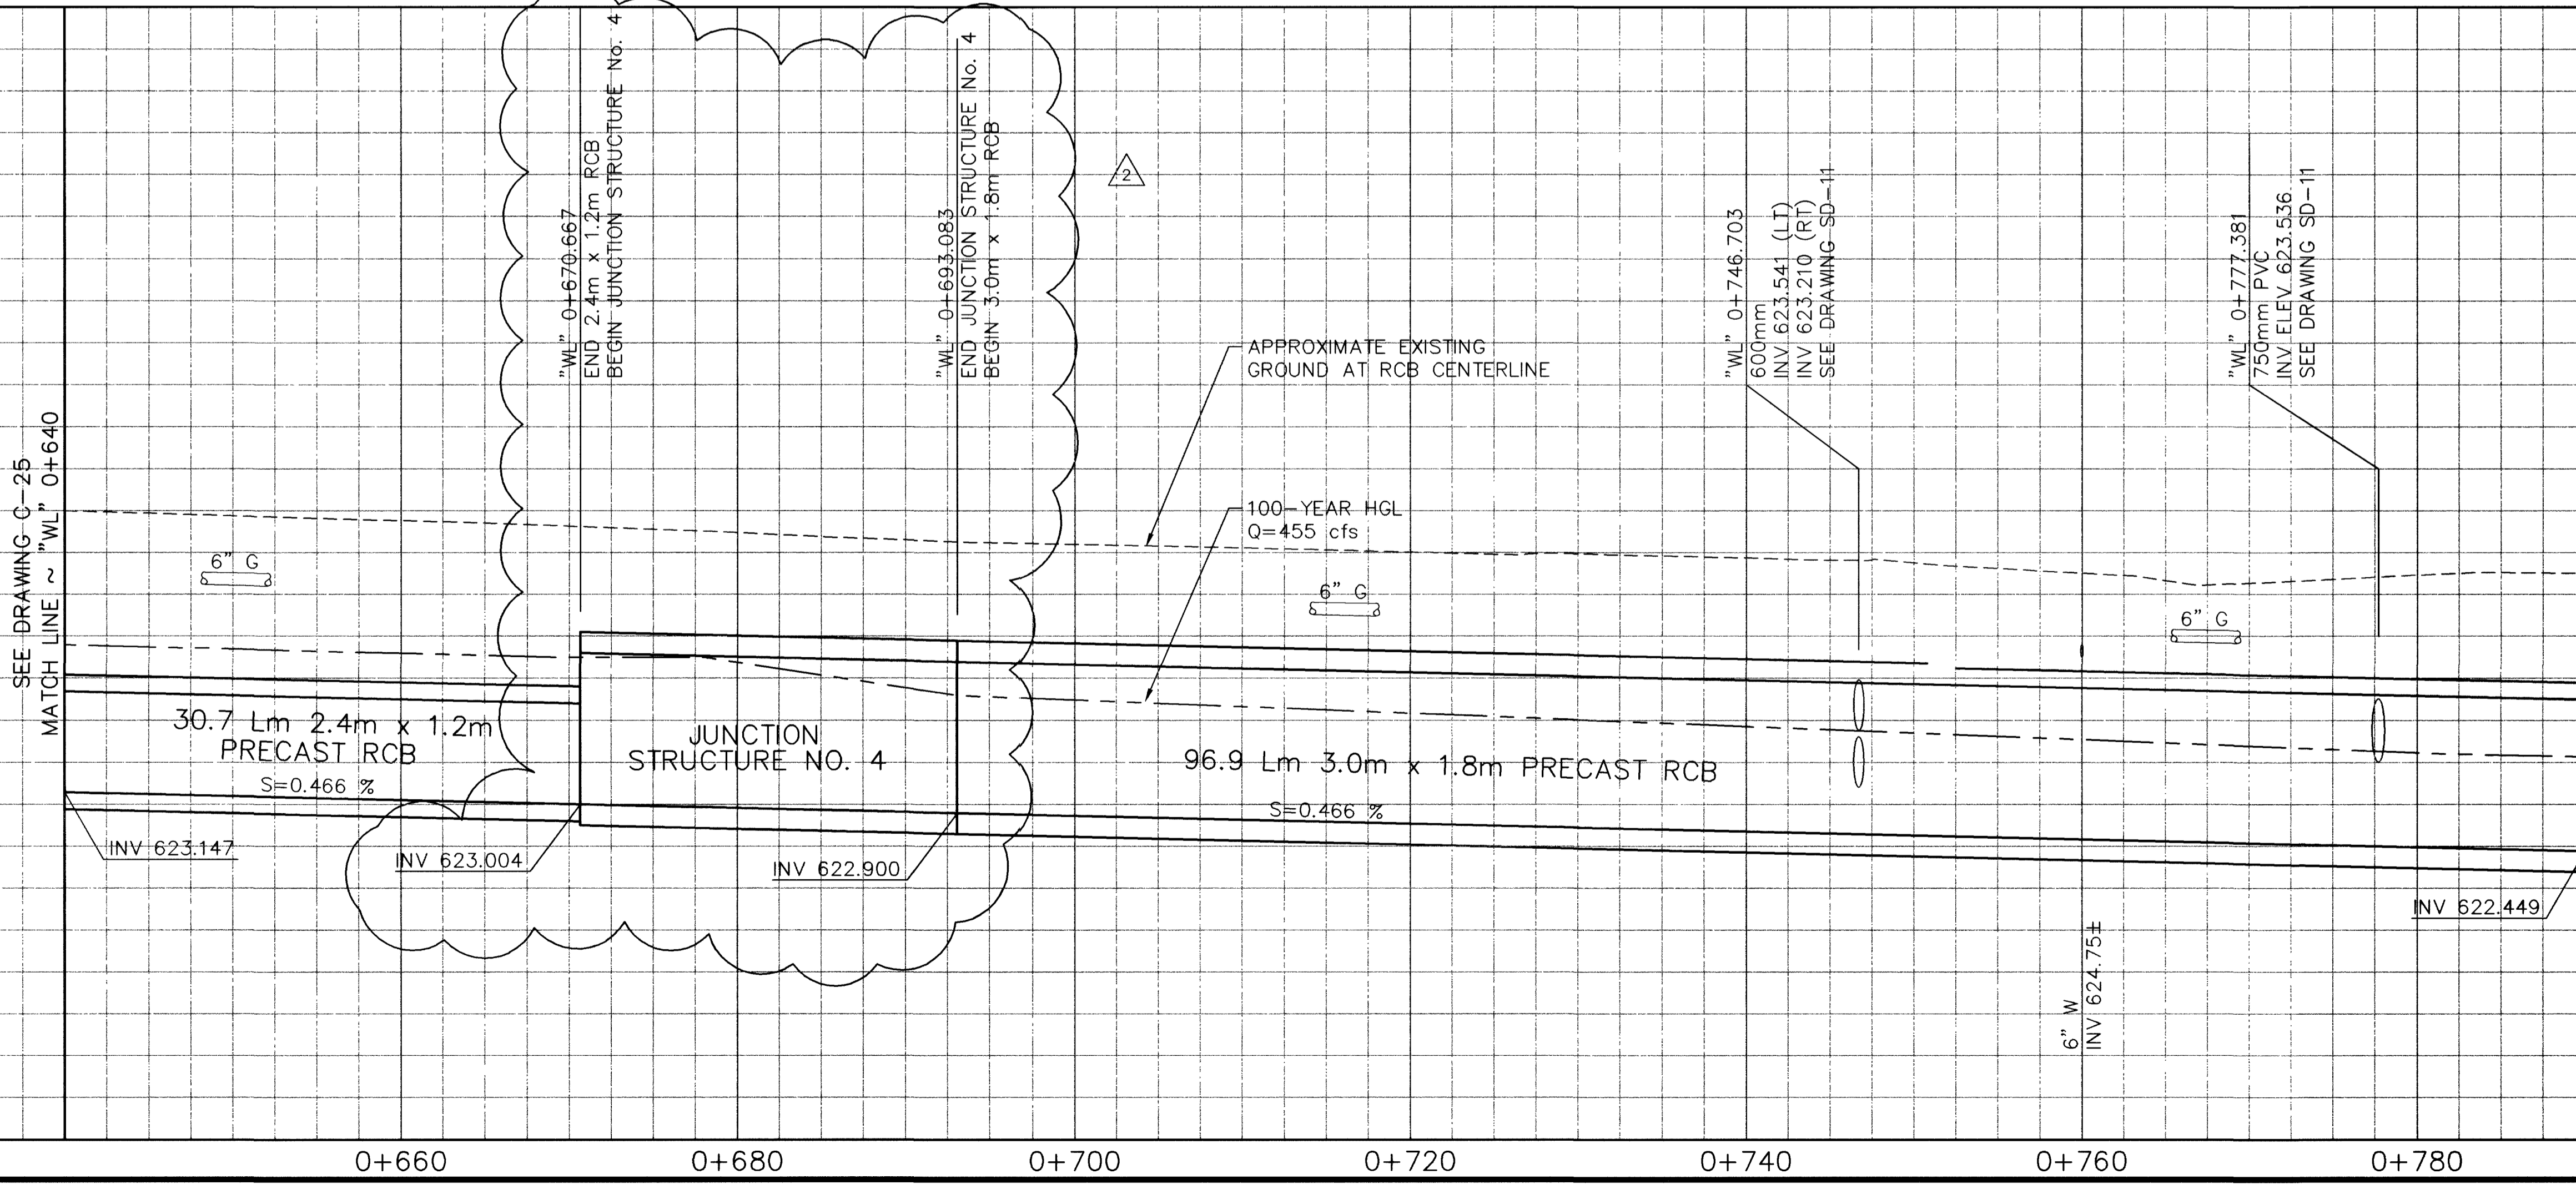 SEE DRAWING C-25
MATCH LINE ~ "WL" 0+640
"WL" 0+670.667
END 2.4m x 1.2m RCB
BEGIN JUNCTION STRUCTURE No. 4
"WL" 0+693.083
END JUNCTION STRUCTURE No. 4
BEGIN 3.0m x 1.8m RCB
2
"WL" 0+746.703
600mm
INV 623.541 (LT)
INV 623.210 (RT)
SEE DRAWING SD-11
"WL" 0+777.381
750mm PVC
INV ELEV 623.536
SEE DRAWING SD-11
APPROXIMATE EXISTING
GROUND AT RCB CENTERLINE
100-YEAR HGL
Q=455 cfs
6" G
6" G
6" G
30.7 Lm 2.4m x 1.2m
PRECAST RCB
S=0.466 %
JUNCTION
STRUCTURE NO. 4
96.9 Lm 3.0m x 1.8m PRECAST RCB
S=0.466 %
INV 623.147
INV 623.004
INV 622.900
INV 622.449
6" W
INV 624.75±
0+660
0+680
0+700
0+720
0+740
0+760
0+780